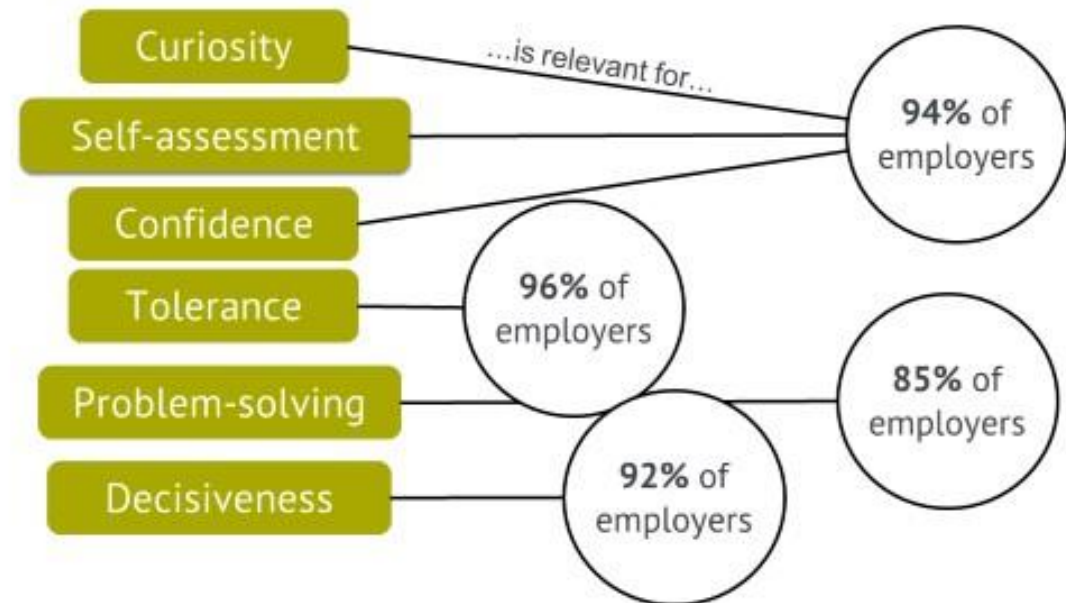 Curiosity
...is relevant for...
94% of
employers
Self-assessment
Confidence
Tolerance
96% of
employers
Problem-solving
85% of
employers
Decisiveness
92% of
employers